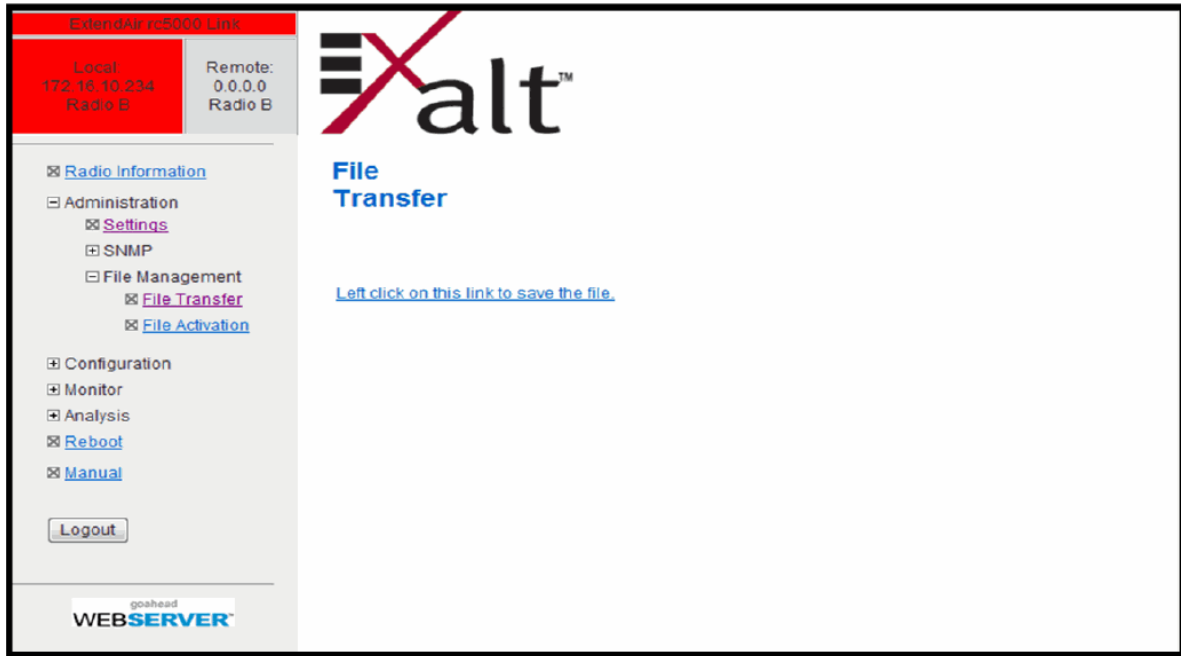 ExtendAir rc5000 Link
Local:
172.16.10.234
Radio B
Remote:
0.0.0.0
Radio B
Radio Information
Administration
Settings
SNMP
File Management
File Transfer
File Activation
Configuration
Monitor
Analysis
Reboot
Manual
Logout
goahead
WEBSERVER™
EXalt™
File
Transfer
Left click on this link to save the file.